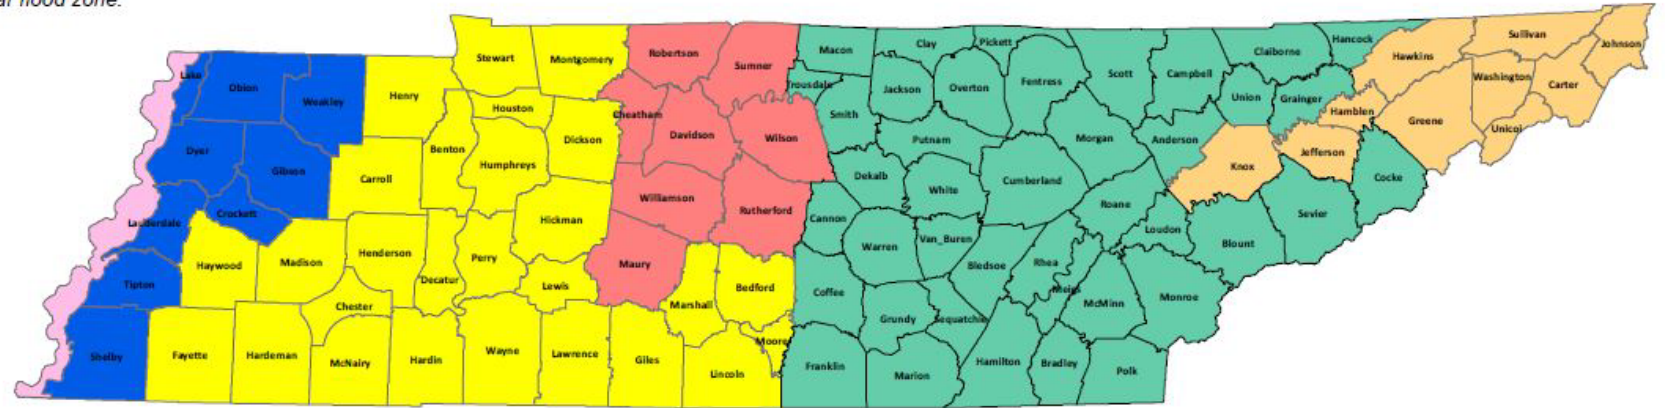 ar flood zone.
Stewart
Montgomery
Robertson
Sumner
Macon
Clay
Pickett
Claiborne
Hancock
Hawkins
Sullivan
Johnson
Lake
Obion
Weakley
Henry
Houston
Cheatham
Trousdale
Jackson
Overton
Fentress
Scott
Campbell
Union
Grainger
Hamblen
Washington
Carter
Dyer
Gibson
Carroll
Benton
Humphreys
Dickson
Davidson
Wilson
Smith
Putnam
Morgan
Anderson
Knox
Jefferson
Greene
Unicoi
Lauderdale
Crockett
Hickman
Williamson
Rutherford
Dekalb
White
Cumberland
Roane
Cocke
Haywood
Madison
Henderson
Decatur
Perry
Lewis
Maury
Cannon
Warren
Van_Buren
Bledsoe
Rhea
Loudon
Blount
Sevier
Tipton
Chester
Marshall
Bedford
Coffee
Grundy
Sequatchie
Meigs
McMinn
Monroe
Shelby
Fayette
Hardeman
McNairy
Hardin
Wayne
Lawrence
Giles
Lincoln
Moore
Franklin
Marion
Hamilton
Bradley
Polk